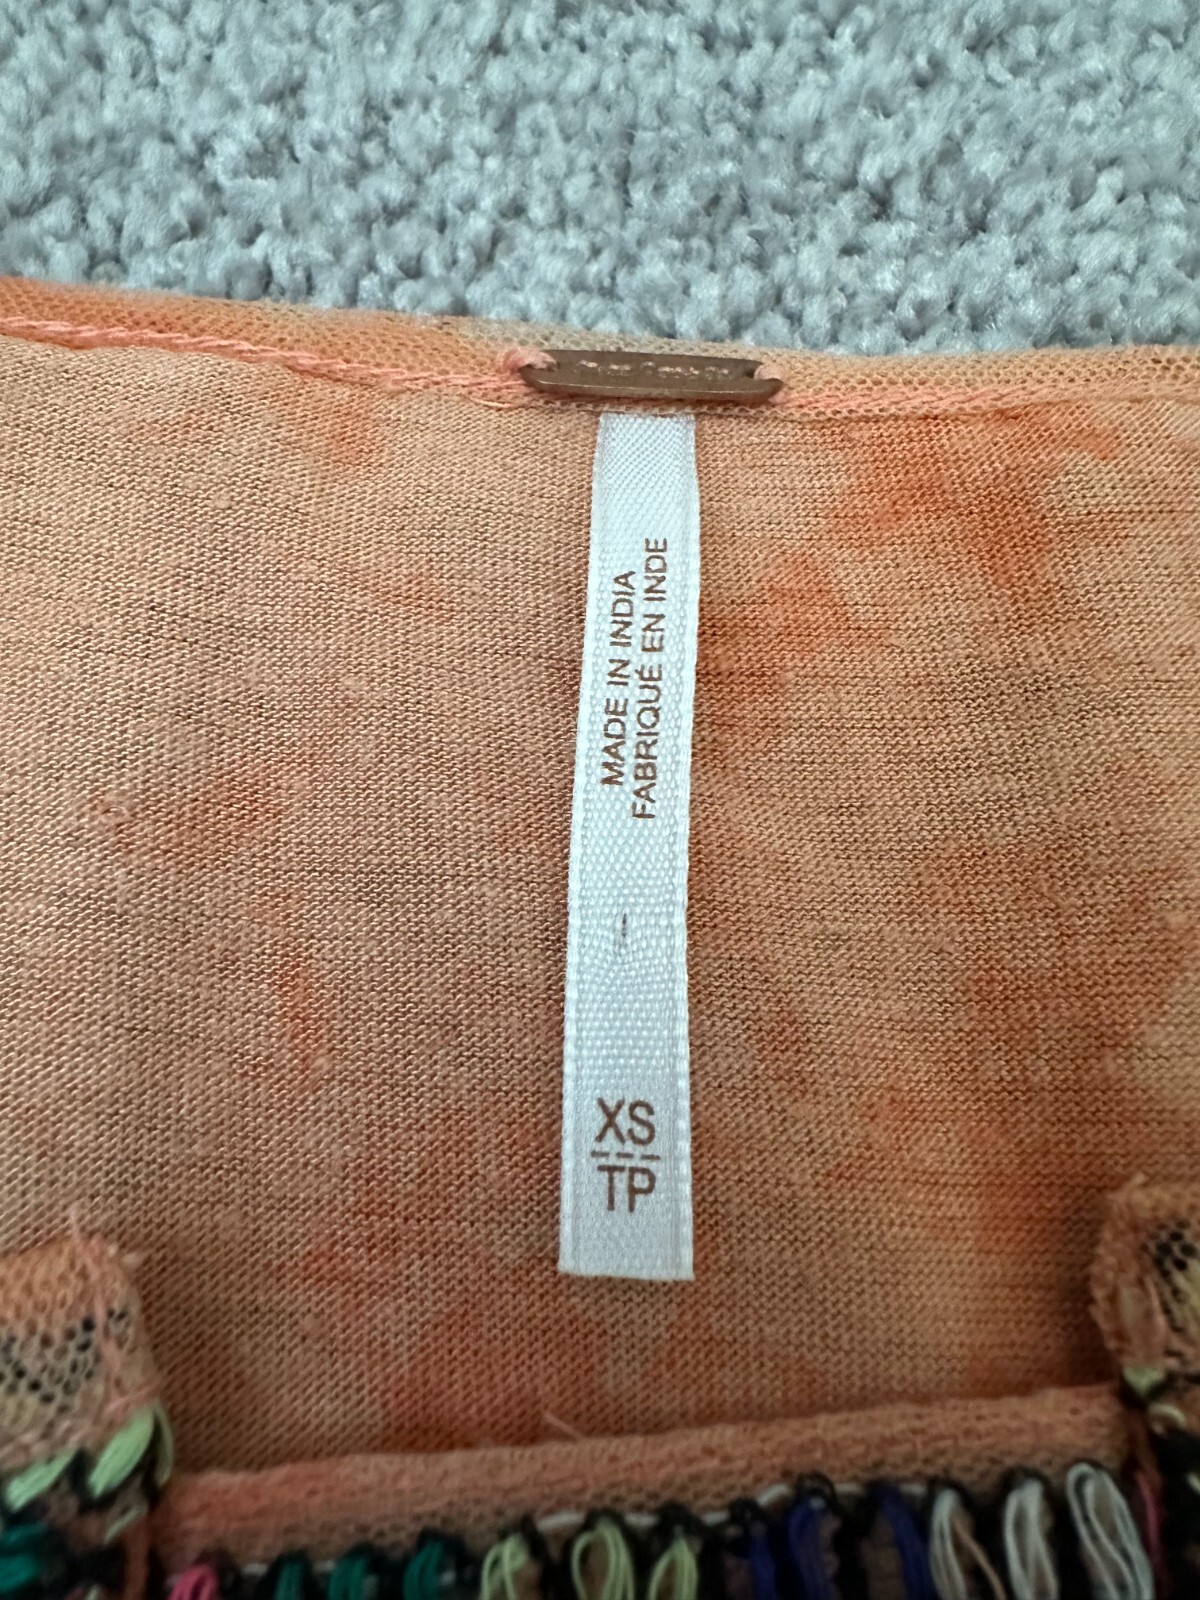 MADE IN INDIA
FABRIQUÉ EN INDE
XS
TP